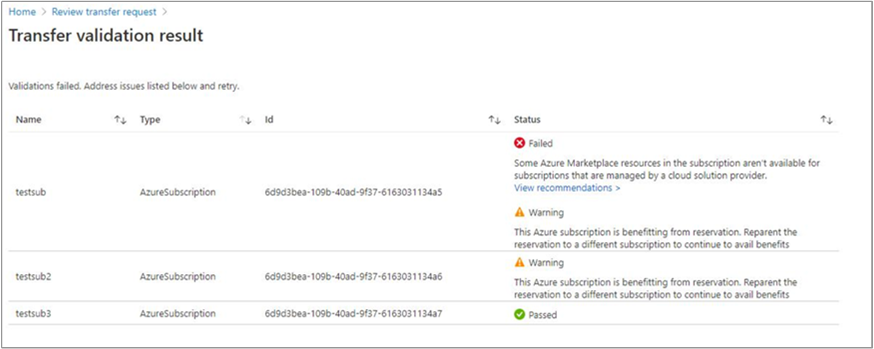 Home > Review transfer request >
Transfer validation result
Validations failed. Address issues listed below and retry.
Name ↑↓ Type ↑↓ Id ↑↓ Status ↑↓
Failed
Some Azure Marketplace resources in the subscription aren't available for
subscriptions that are managed by a cloud solution provider.
View recommendations >
testsub AzureSubscription 6d9d3bea-109b-40ad-9f37-6163031134a5
Warning
This Azure subscription is benefitting from reservation. Reparent the
reservation to a different subscription to continue to avail benefits
Warning
testsub2 AzureSubscription 6d9d3bea-109b-40ad-9f37-6163031134a6
This Azure subscription is benefitting from reservation. Reparent the
reservation to a different subscription to continue to avail benefits
testsub3 AzureSubscription 6d9d3bea-109b-40ad-9f37-6163031134a7 Passed